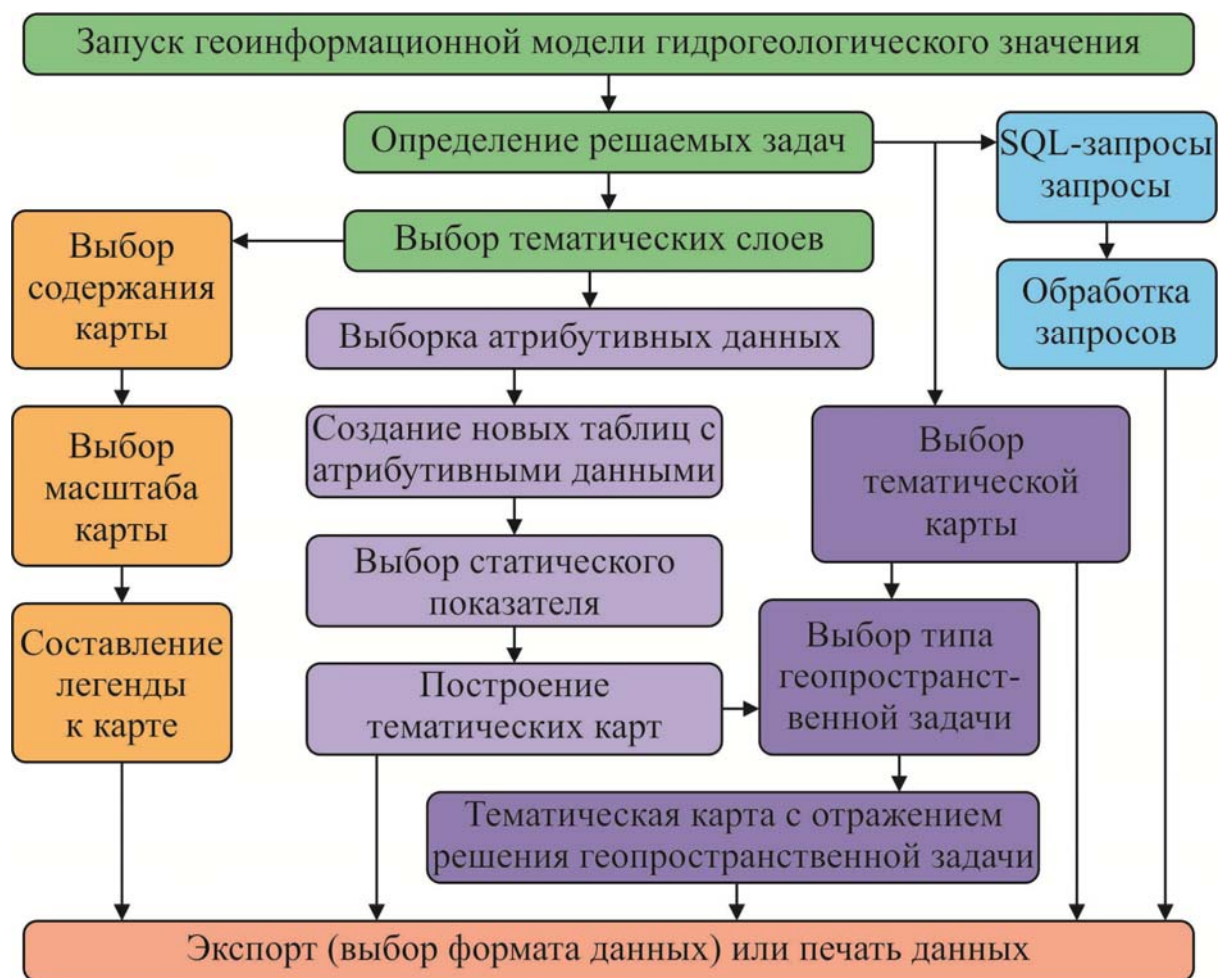 Запуск геоинформационной модели гидрогеологического значения
Определение решаемых задач
SQL-запросы
запросы
Выбор тематических слоев
Выбор
содержания
карты
Обработка
запросов
Выборка атрибутивных данных
Создание новых таблиц с
атрибутивными данными
Выбор
масштаба
карты
Выбор
тематической
карты
Выбор статического
показателя
Составление
легенды
к карте
Выбор типа
геопространст-
венной задачи
Построение
тематических карт
Тематическая карта с отражением
решения геопространственной задачи
Экспорт (выбор формата данных) или печать данных